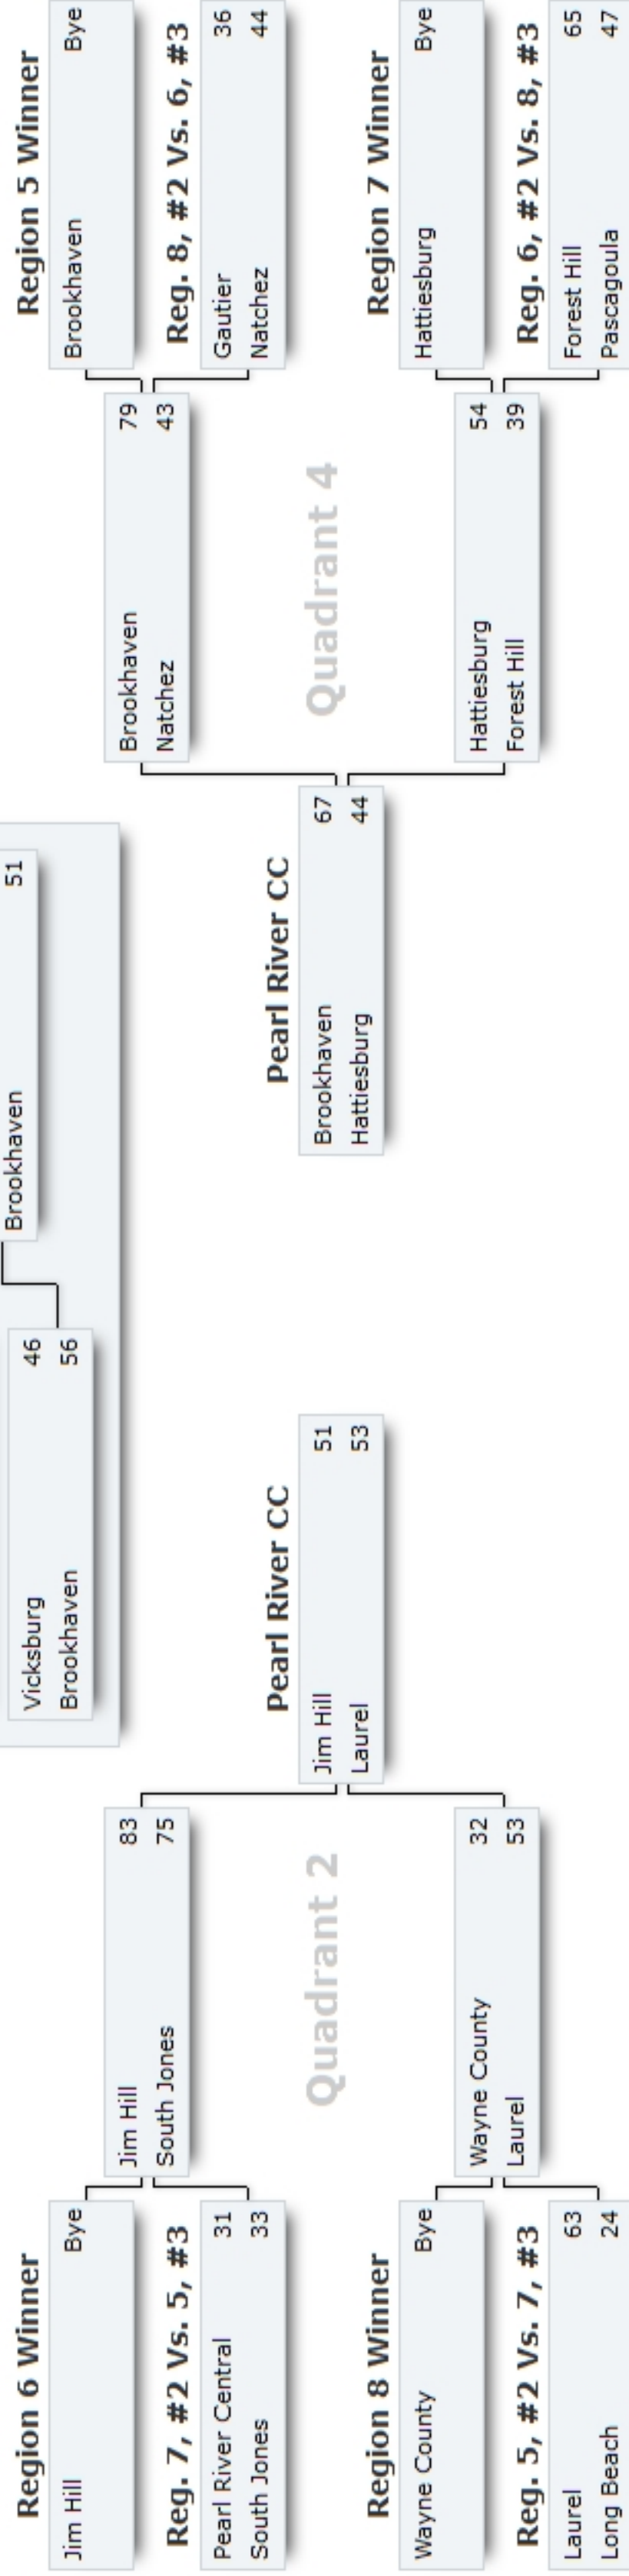 Vicksburg 46
Brookhaven 56
Brookhaven 51
Region 6 Winner
Jim Hill Bye
Reg. 7, #2 Vs. 5, #3
Pearl River Central 31
South Jones 33
Region 8 Winner
Wayne County Bye
Reg. 5, #2 Vs. 7, #3
Laurel 63
Long Beach 24
Jim Hill 83
South Jones 75
Quadrant 2
Wayne County 32
Laurel 53
Pearl River CC
Jim Hill 51
Laurel 53
Pearl River CC
Brookhaven 67
Hattiesburg 44
Brookhaven 79
Natchez 43
Quadrant 4
Hattiesburg 54
Forest Hill 39
Region 5 Winner
Brookhaven Bye
Reg. 8, #2 Vs. 6, #3
Gautier 36
Natchez 44
Region 7 Winner
Hattiesburg Bye
Reg. 6, #2 Vs. 8, #3
Forest Hill 65
Pascagoula 47